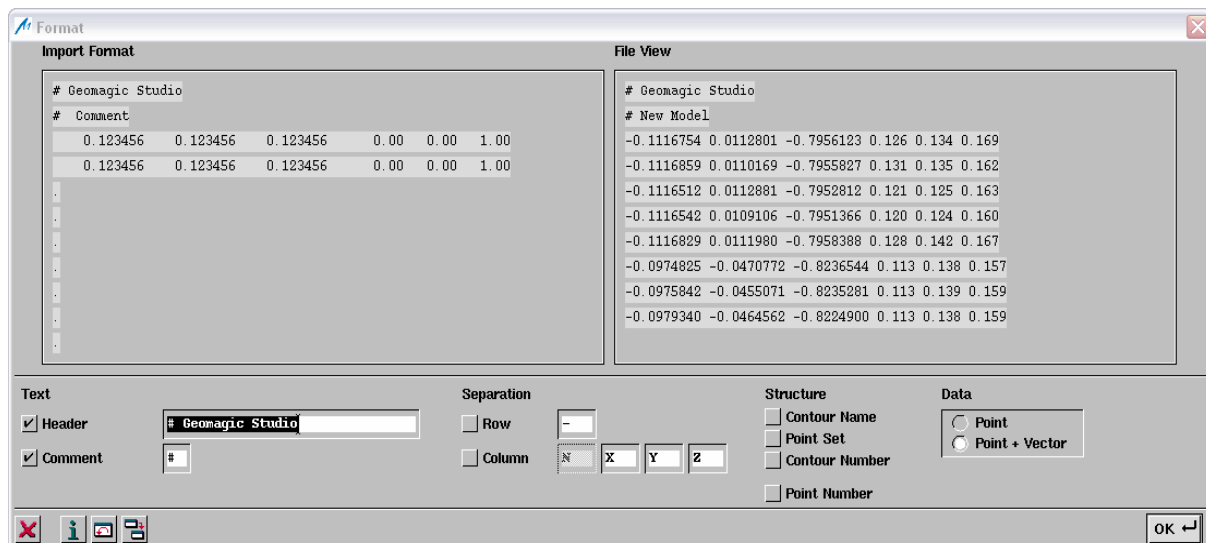 Format
Import Format
# Geomagic Studio
# Comment
0.123456 0.123456 0.123456 0.00 0.00 1.00
0.123456 0.123456 0.123456 0.00 0.00 1.00
.
.
.
.
.
.
.
File View
# Geomagic Studio
# New Model
-0.1116754 0.0112801 -0.7956123 0.126 0.134 0.169
-0.1116859 0.0110169 -0.7955827 0.131 0.135 0.162
-0.1116512 0.0112881 -0.7952812 0.121 0.125 0.163
-0.1116542 0.0109106 -0.7951366 0.120 0.124 0.160
-0.1116829 0.0111980 -0.7958388 0.128 0.142 0.167
-0.0974825 -0.0470772 -0.8236544 0.113 0.138 0.157
-0.0975842 -0.0455071 -0.8235281 0.113 0.139 0.159
-0.0979340 -0.0464562 -0.8224900 0.113 0.138 0.159
Text
Header # Geomagic Studio
Comment #
Separation
Row -
Column N X Y Z
Structure
Contour Name
Point Set
Contour Number
Point Number
Data
Point
Point + Vector
i
OK